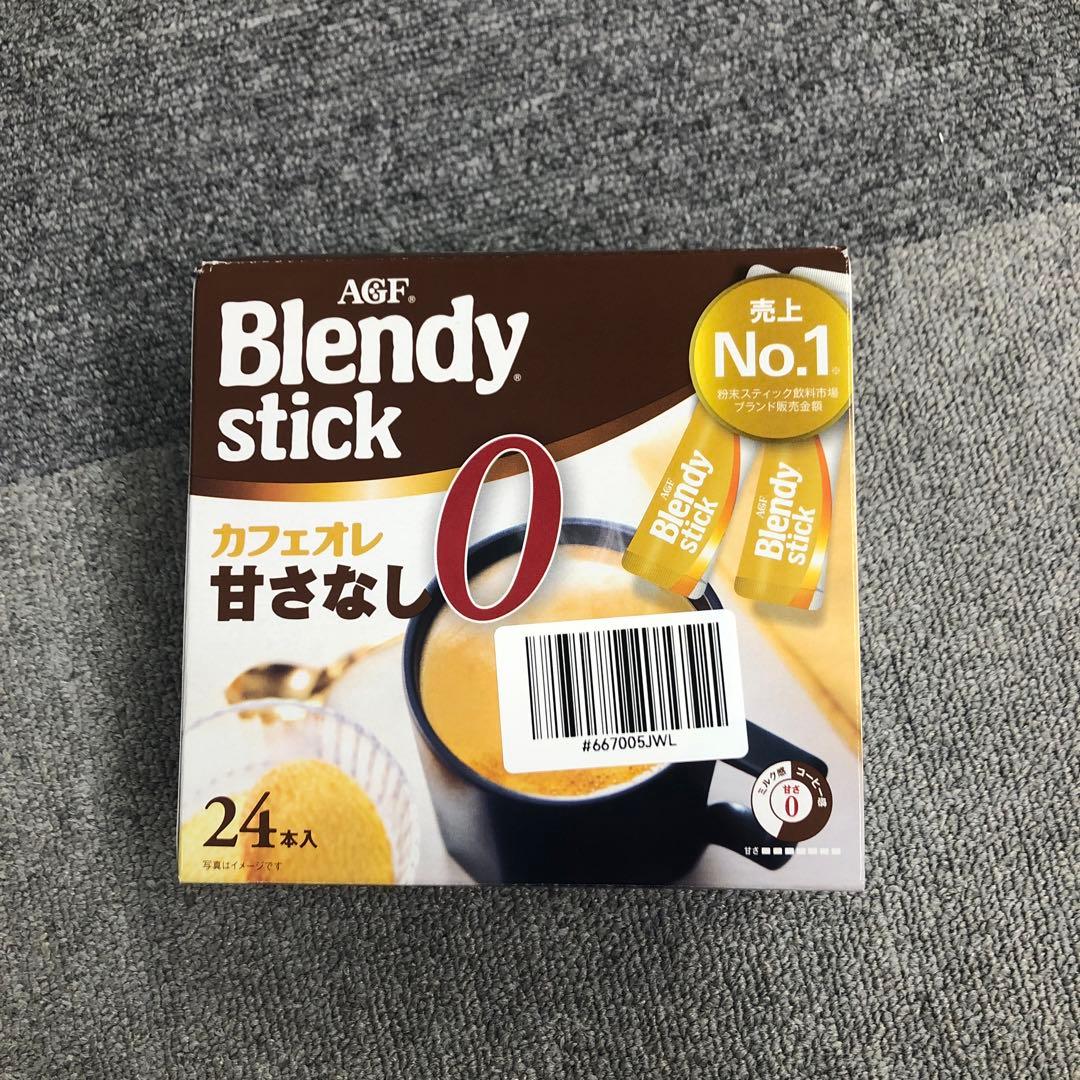 AGF®
Blendy®
stick
売上
No.1※
粉末スティック飲料市場
ブランド販売金額
AGF
Blendy
stick
AGF
Blendy
stick
カフェオレ
甘さなし0
#667005JWL
ミルク感
コーヒー感
甘さ
0
甘さ
24本入
写真はイメージです